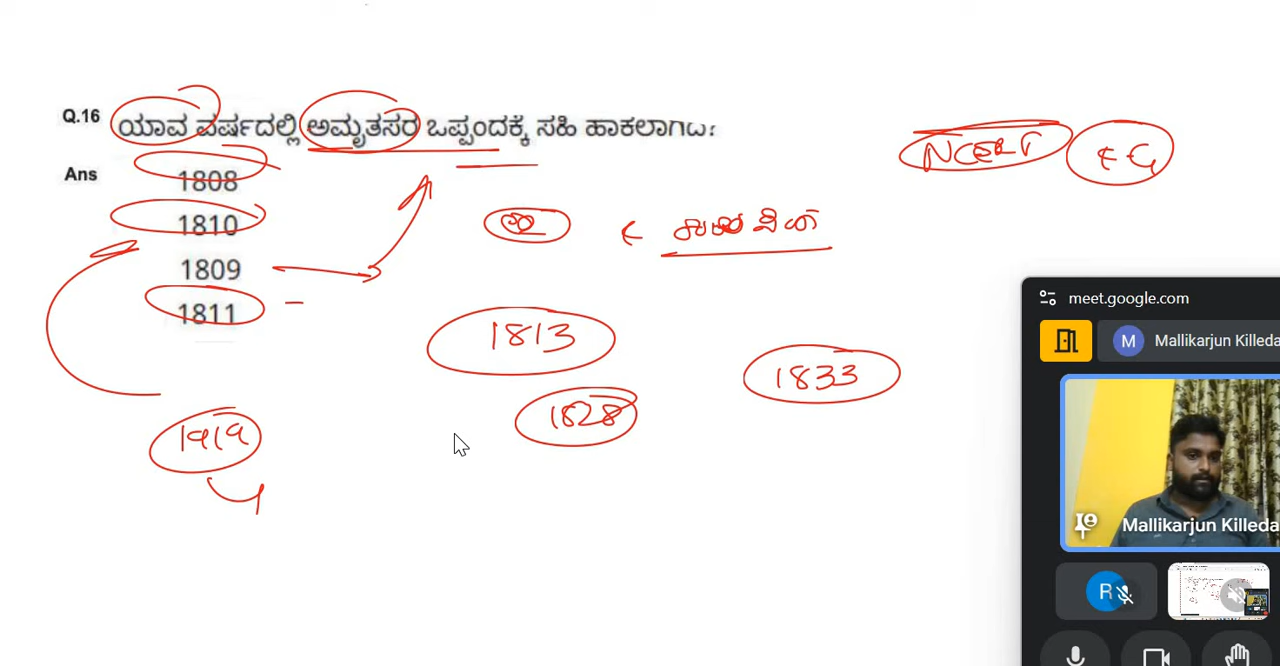 Q.16 ಯಾವ ವರ್ಷದಲ್ಲಿ ಅಮೃತಸರ ಒಪ್ಪಂದಕ್ಕೆ ಸಹಿ ಹಾಕಲಾಗಿದೆ?
NCERT
Ans 1808
1810
1809
1811
1813
1833
1828
1919
meet.google.com
M Mallikarjun Killeda
Mallikarjun Killeda
R